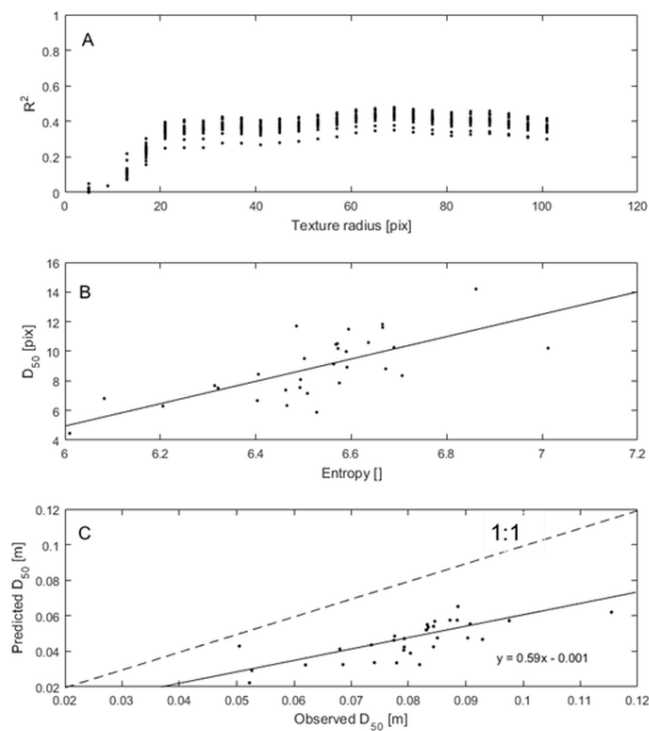 A
R²
1
0.8
0.6
0.4
0.2
0
0 20 40 60 80 100 120
Texture radius [pix]
B
D₅₀ [pix]
16
14
12
10
8
6
4
6 6.2 6.4 6.6 6.8 7 7.2
Entropy []
C
1:1
Predicted D₅₀ [m]
0.12
0.1
0.08
0.06
0.04
0.02
y = 0.59x - 0.001
0.02 0.03 0.04 0.05 0.06 0.07 0.08 0.09 0.1 0.11 0.12
Observed D₅₀ [m]